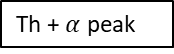 Th + 𝛼 peak